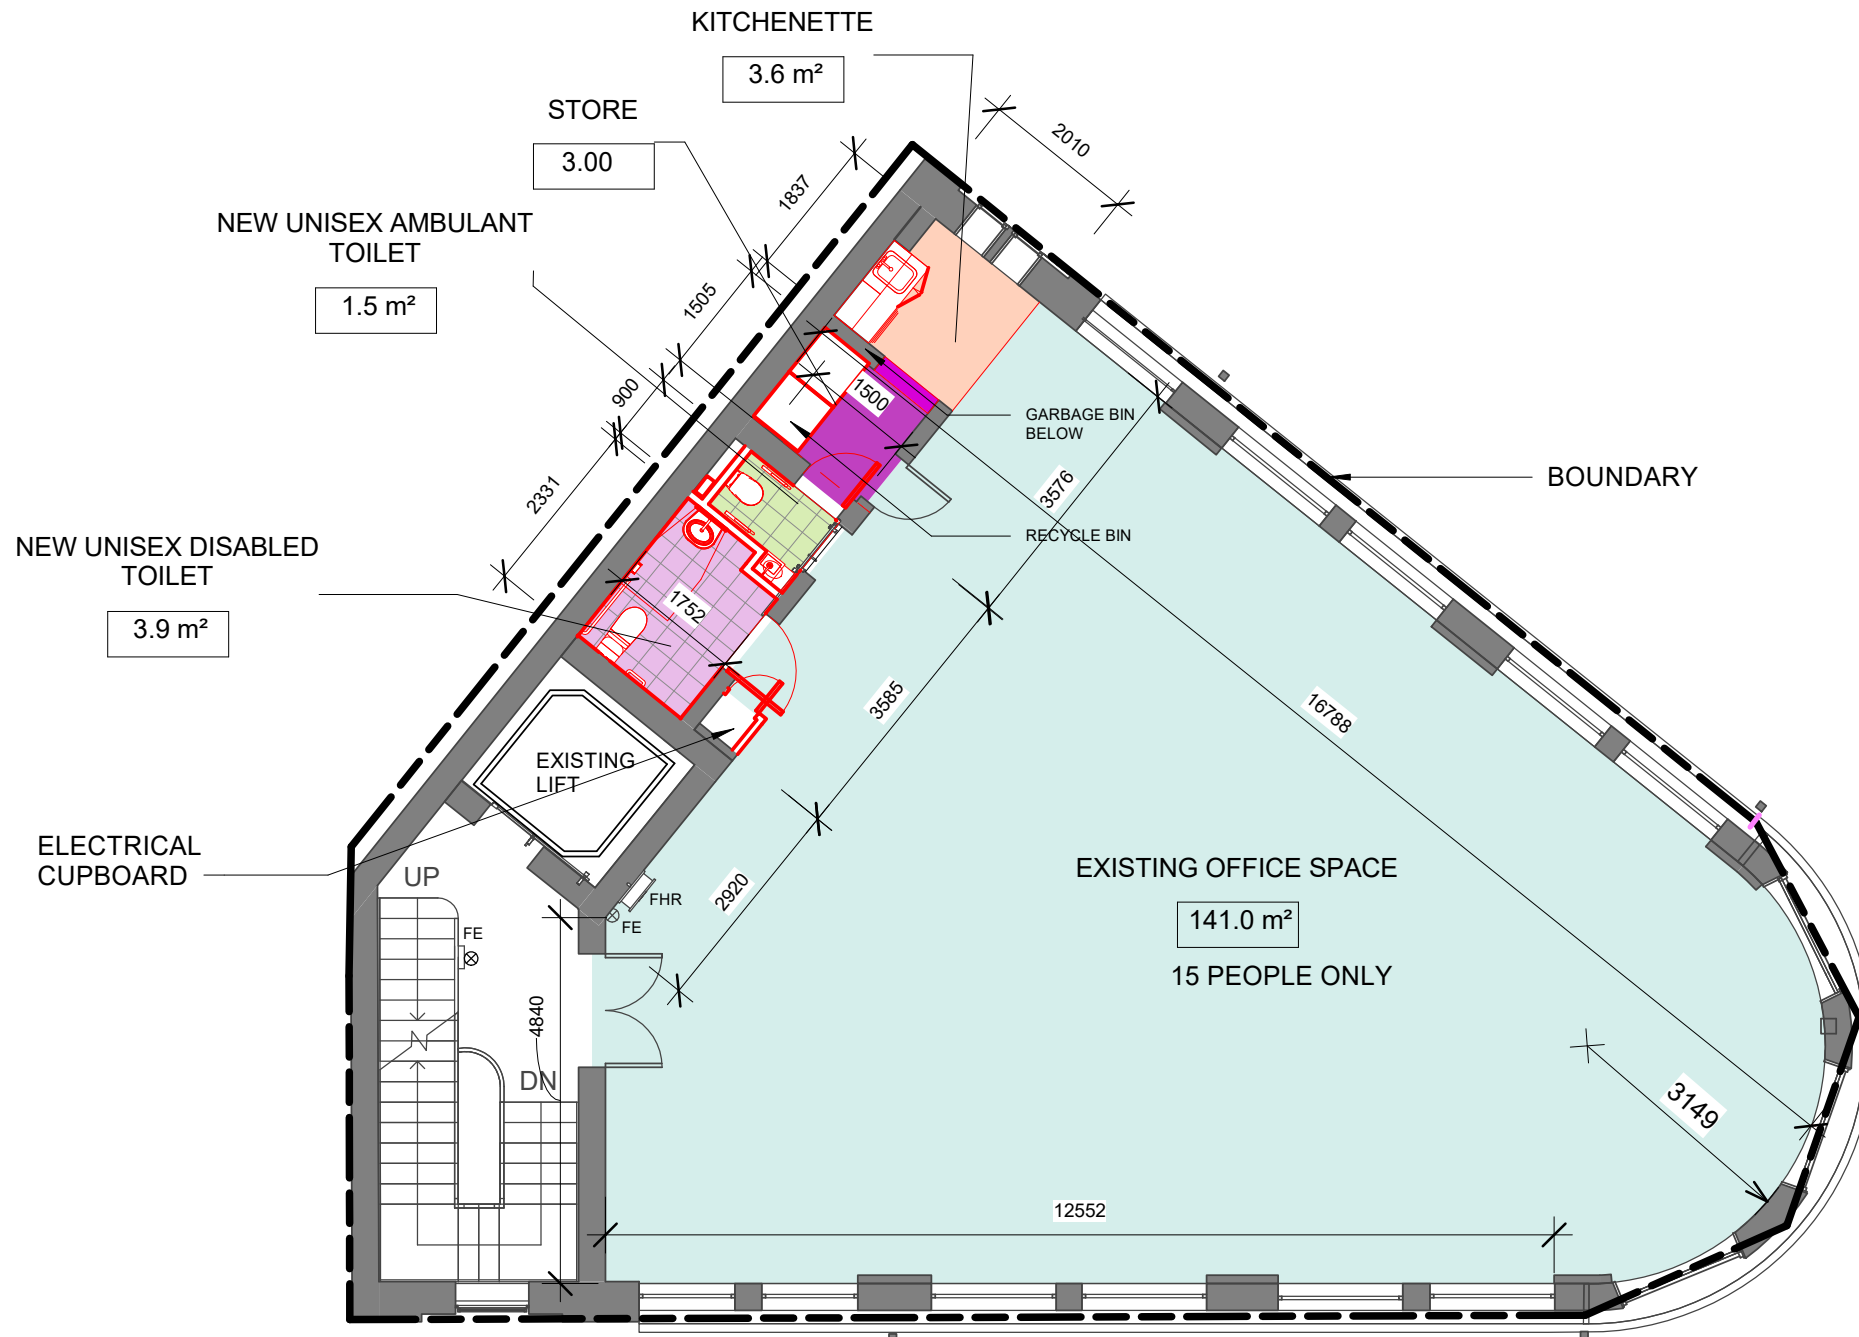 KITCHENETTE
3.6 m²
STORE
3.00
2010
1837
NEW UNISEX AMBULANT
TOILET
1.5 m²
1505
900
2331
1500
GARBAGE BIN
BELOW
3576
BOUNDARY
RECYCLE BIN
NEW UNISEX DISABLED
TOILET
3.9 m²
1752
3585
16788
EXISTING
LIFT
ELECTRICAL
CUPBOARD
UP
FHR
FE
FE
2920
EXISTING OFFICE SPACE
141.0 m²
15 PEOPLE ONLY
4840
N
DN
3149
12552